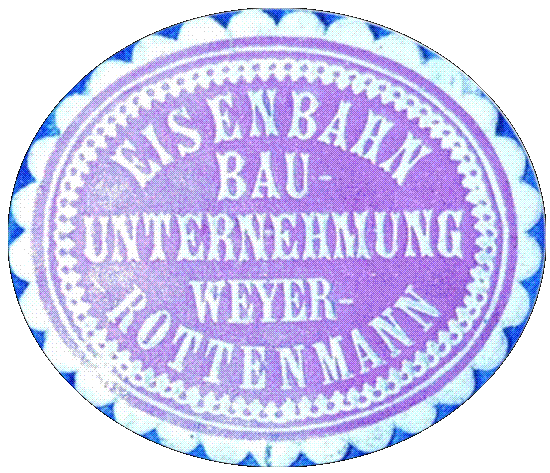 EISENBAHN
BAU-
UNTERNEHMUNG
WEYER-
ROTTENMANN